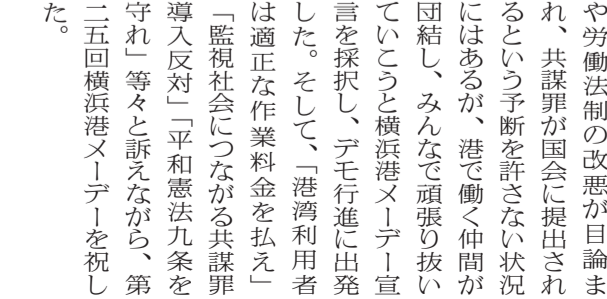 や労働法制の改悪が目論ま
れ、共謀罪が国会に提出され
るという予断を許さない状況
にはあるが、港で働く仲間が
団結し、みんなで頑張り抜い
ていこうと横浜港メーデー宣
言を採択し、デモ行進に出発
した。そして、「港湾利用者
は適正な作業料金を払え」
「監視社会につながる共謀罪
導入反対」「平和憲法九条を
守れ」等々と訴えながら、第
二五回横浜港メーデーを祝し
た。